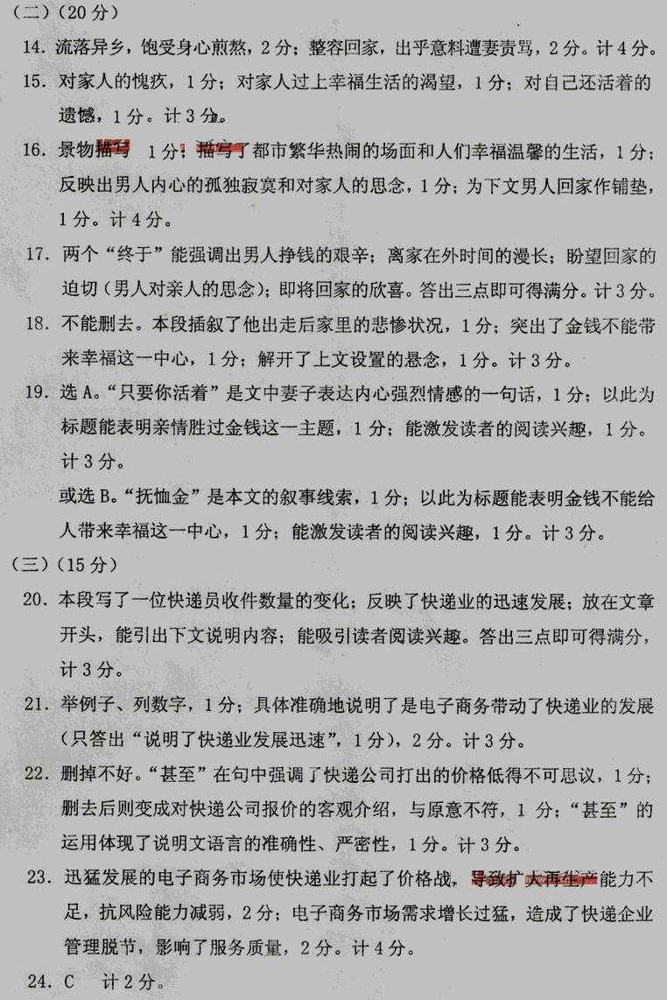 (二)(20分)
14. 流落异乡，饱受身心煎熬，2分；整容回家，出乎意料遭妻责骂，2分。计4分。
15. 对家人的愧疚，1分；对家人过上幸福生活的渴望，1分；对自己还活着的
遗憾，1分。计3分。
16. 景物描写 1分；描写了都市繁华热闹的场面和人们幸福温馨的生活，1分；
反映出男人内心的孤独寂寞和对家人的思念，1分；为下文男人回家作铺垫，
1分。计4分。
17. 两个“终于”能强调出男人挣钱的艰辛；离家在外时间的漫长；盼望回家的
迫切(男人对亲人的思念)；即将回家的欣喜。答出三点即可得满分。计3分。
18. 不能删去。本段插叙了他出走后家里的悲惨状况，1分；突出了金钱不能带
来幸福这一中心，1分；解开了上文设置的悬念，1分。计3分。
19. 选A。“只要你活着”是文中妻子表达内心强烈情感的一句话，1分；以此为
标题能表明亲情胜过金钱这一主题，1分；能激发读者的阅读兴趣，1分。
计3分。
或选B。“抚恤金”是本文的叙事线索，1分；以此为标题能表明金钱不能给
人带来幸福这一中心，1分；能激发读者的阅读兴趣，1分。计3分。
(三)(15分)
20. 本段写了一位快递员收件数量的变化；反映了快递业的迅速发展；放在文章
开头，能引出下文说明内容；能吸引读者阅读兴趣。答出三点即可得满分，
计3分。
21. 举例子、列数字，1分；具体准确地说明了是电子商务带动了快递业的发展
(只答出“说明了快递业发展迅速”，1分)，2分。计3分。
22. 删掉不好。“甚至”在句中强调了快递公司打出的价格低得不可思议，1分；
删去后则变成对快递公司报价的客观介绍，与原意不符，1 分；“甚至”的
运用体现了说明文语言的准确性、严密性，1分。计3分。
23. 迅猛发展的电子商务市场使快递业打起了价格战，导致扩大再生产能力不
足，抗风险能力减弱，2分；电子商务市场需求增长过猛，造成了快递企业
管理脱节，影响了服务质量，2分。计4分。
24. C 计2分。